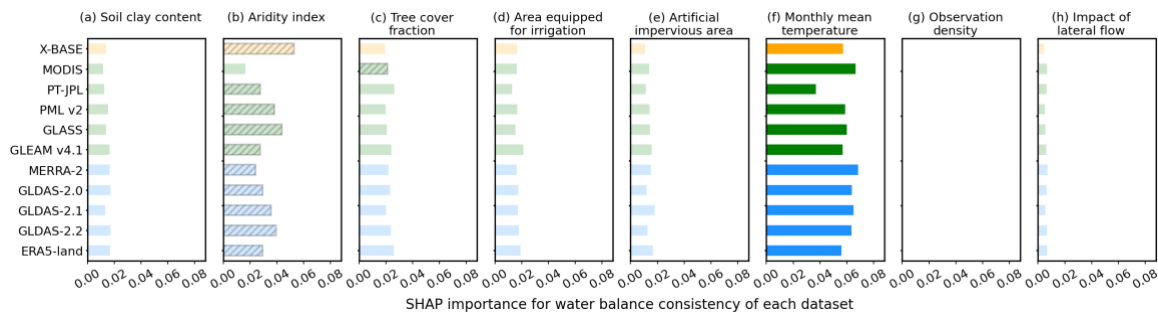 (a) Soil clay content
(b) Aridity index
(c) Tree cover
fraction
(d) Area equipped
for irrigation
(e) Artificial
impervious area
(f) Monthly mean
temperature
(g) Observation
density
(h) Impact of
lateral flow
X-BASE
MODIS
PT-JPL
PML v2
GLASS
GLEAM v4.1
MERRA-2
GLDAS-2.0
GLDAS-2.1
GLDAS-2.2
ERA5-land
0.00 0.02 0.04 0.06 0.08
0.00 0.02 0.04 0.06 0.08
0.00 0.02 0.04 0.06 0.08
0.00 0.02 0.04 0.06 0.08
0.00 0.02 0.04 0.06 0.08
0.00 0.02 0.04 0.06 0.08
0.00 0.02 0.04 0.06 0.08
0.00 0.02 0.04 0.06 0.08
SHAP importance for water balance consistency of each dataset